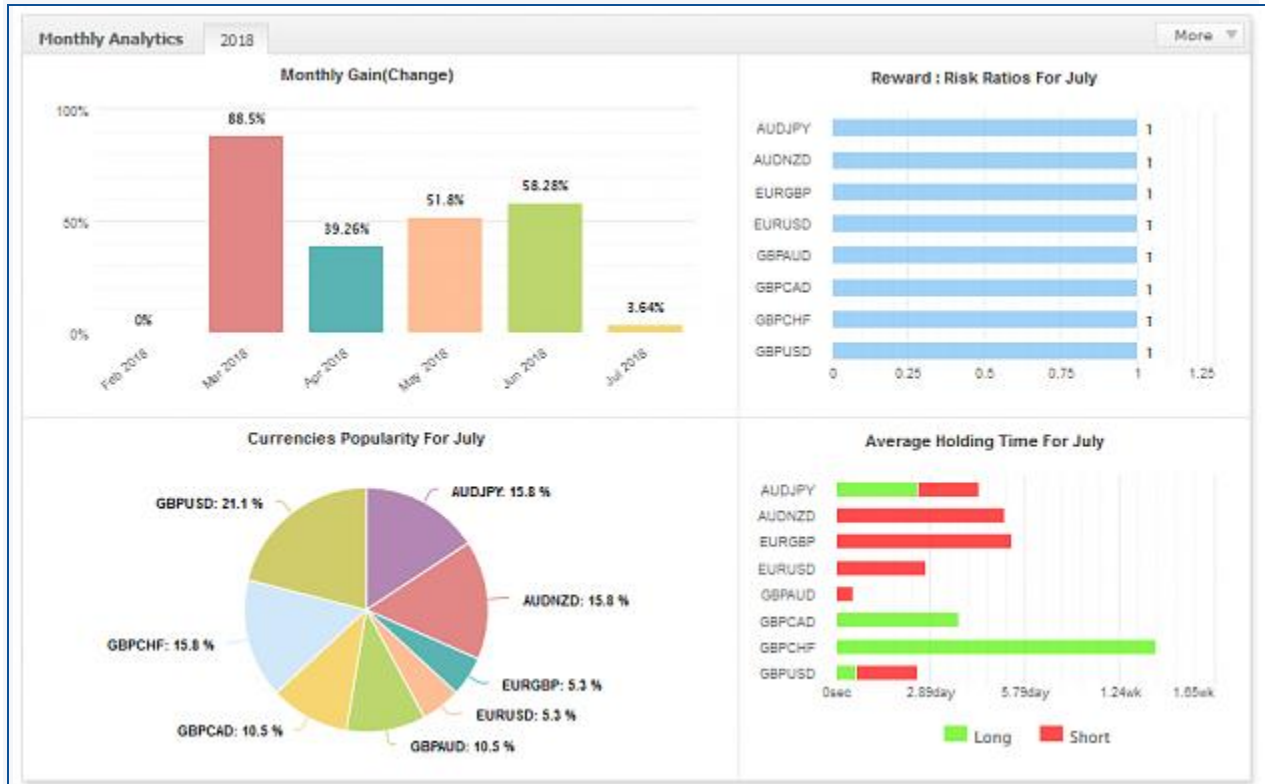 Monthly Analytics 2018 More
Monthly Gain(Change)
100%
50%
0%
0%
88.5%
39.26%
51.8%
58.28%
3.64%
Feb 2018 Mar 2018 Apr 2018 May 2018 Jun 2018 Jul 2018
Reward : Risk Ratios For July
AUDJPY 1
AUDNZD 1
EURGBP 1
EURUSD 1
GBPAUD 1
GBPCAD 1
GBPCHF 1
GBPUSD 1
0 0.25 0.5 0.75 1 1.25
Currencies Popularity For July
GBPUSD: 21.1 %
AUDJPY: 15.8 %
AUDNZD: 15.8 %
EURGBP: 5.3 %
EURUSD: 5.3 %
GBPAUD: 10.5 %
GBPCAD: 10.5 %
GBPCHF: 15.8 %
Average Holding Time For July
AUDJPY
AUDNZD
EURGBP
EURUSD
GBPAUD
GBPCAD
GBPCHF
GBPUSD
0sec 2.89day 5.79day 1.24wk 1.65wk
Long Short